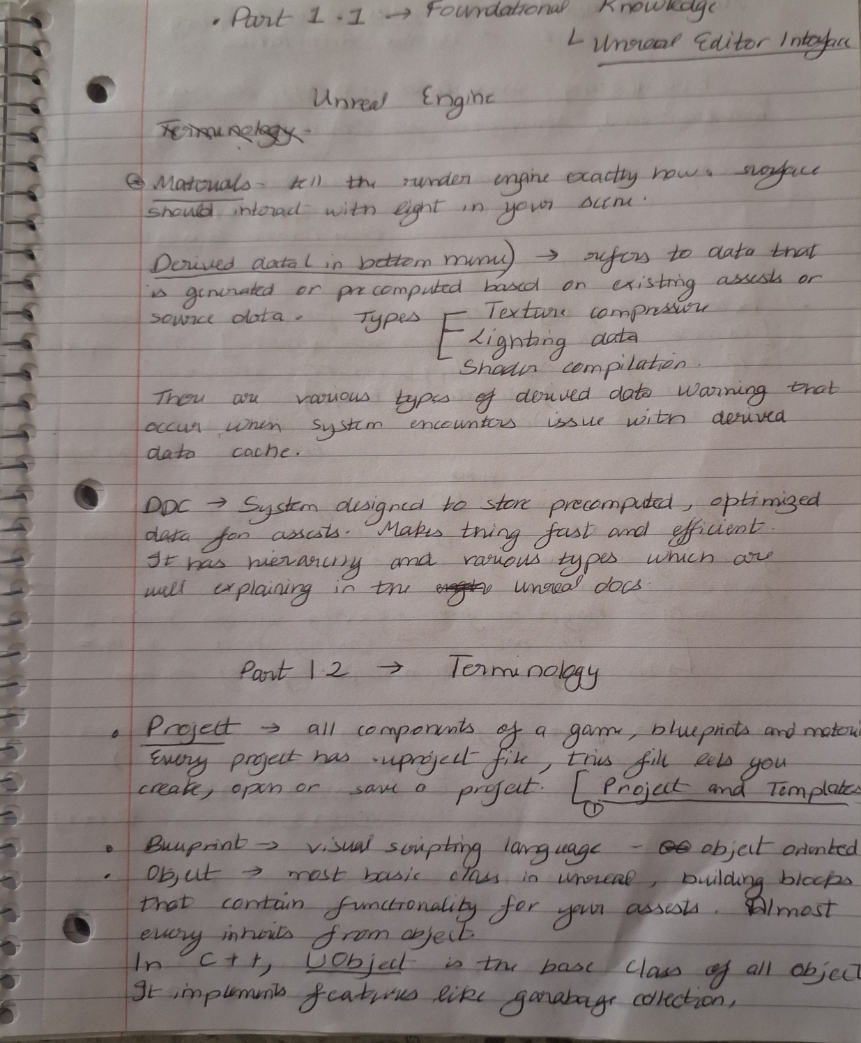 • Part 1.1 → Foundational Knowledge
└ Unreal Editor Interface
Unreal Engine
Terminology.
Materials - tell the render engine exactly how a surface
should interact with light in your scene.
Derived data (in bottom menu) → refers to data that
is generated or precomputed based on existing assests or
source data. Types [ Texture compression
Lighting data
Shader compilation.
There are various types of derived data warning that
occur when system encounters issue with derived
data cache.
DDC → System designed to store precomputed, optimized
data for assests. Makes thing fast and efficient.
It has hierarchy and various types which are
well explaining in the unreal docs.
Part 1.2 → Terminology
• Project → all components of a game, blueprints and mater
Every project has .uproject file, this file lets you
create, open or save a project. [ Project and Templates
①
• Blueprint → visual scripting language - object oriented
• Object → most basic class in unreal, building blocks
that contain functionality for your assests. Almost
every inherits from object.
In C++, UObject is the base class of all object
It implements features like garabage collection,